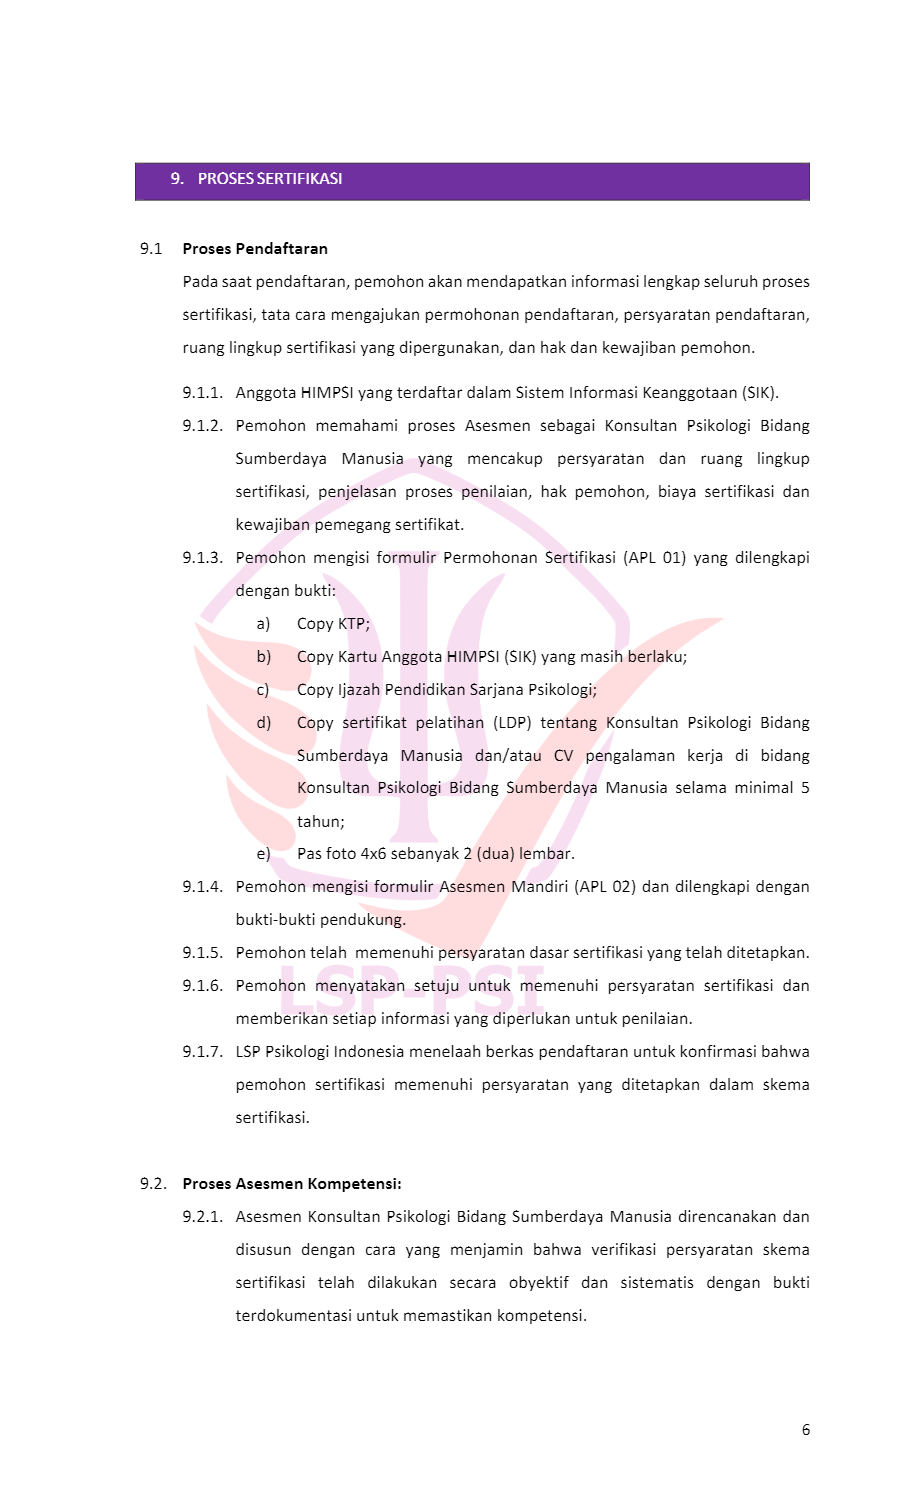 9. PROSES SERTIFIKASI
9.1 Proses Pendaftaran
Pada saat pendaftaran, pemohon akan mendapatkan informasi lengkap seluruh proses
sertifikasi, tata cara mengajukan permohonan pendaftaran, persyaratan pendaftaran,
ruang lingkup sertifikasi yang dipergunakan, dan hak dan kewajiban pemohon.
9.1.1. Anggota HIMPSI yang terdaftar dalam Sistem Informasi Keanggotaan (SIK).
9.1.2. Pemohon memahami proses Asesmen sebagai Konsultan Psikologi Bidang
Sumberdaya Manusia yang mencakup persyaratan dan ruang lingkup
sertifikasi, penjelasan proses penilaian, hak pemohon, biaya sertifikasi dan
kewajiban pemegang sertifikat.
9.1.3. Pemohon mengisi formulir Permohonan Sertifikasi (APL 01) yang dilengkapi
dengan bukti:
a) Copy KTP;
b) Copy Kartu Anggota HIMPSI (SIK) yang masih berlaku;
c) Copy Ijazah Pendidikan Sarjana Psikologi;
d) Copy sertifikat pelatihan (LDP) tentang Konsultan Psikologi Bidang
Sumberdaya Manusia dan/atau CV pengalaman kerja di bidang
Konsultan Psikologi Bidang Sumberdaya Manusia selama minimal 5
tahun;
e) Pas foto 4x6 sebanyak 2 (dua) lembar.
9.1.4. Pemohon mengisi formulir Asesmen Mandiri (APL 02) dan dilengkapi dengan
bukti-bukti pendukung.
9.1.5. Pemohon telah memenuhi persyaratan dasar sertifikasi yang telah ditetapkan.
LSP-PSI
9.1.6. Pemohon menyatakan setuju untuk memenuhi persyaratan sertifikasi dan
memberikan setiap informasi yang diperlukan untuk penilaian.
9.1.7. LSP Psikologi Indonesia menelaah berkas pendaftaran untuk konfirmasi bahwa
pemohon sertifikasi memenuhi persyaratan yang ditetapkan dalam skema
sertifikasi.
9.2. Proses Asesmen Kompetensi:
9.2.1. Asesmen Konsultan Psikologi Bidang Sumberdaya Manusia direncanakan dan
disusun dengan cara yang menjamin bahwa verifikasi persyaratan skema
sertifikasi telah dilakukan secara obyektif dan sistematis dengan bukti
terdokumentasi untuk memastikan kompetensi.
6